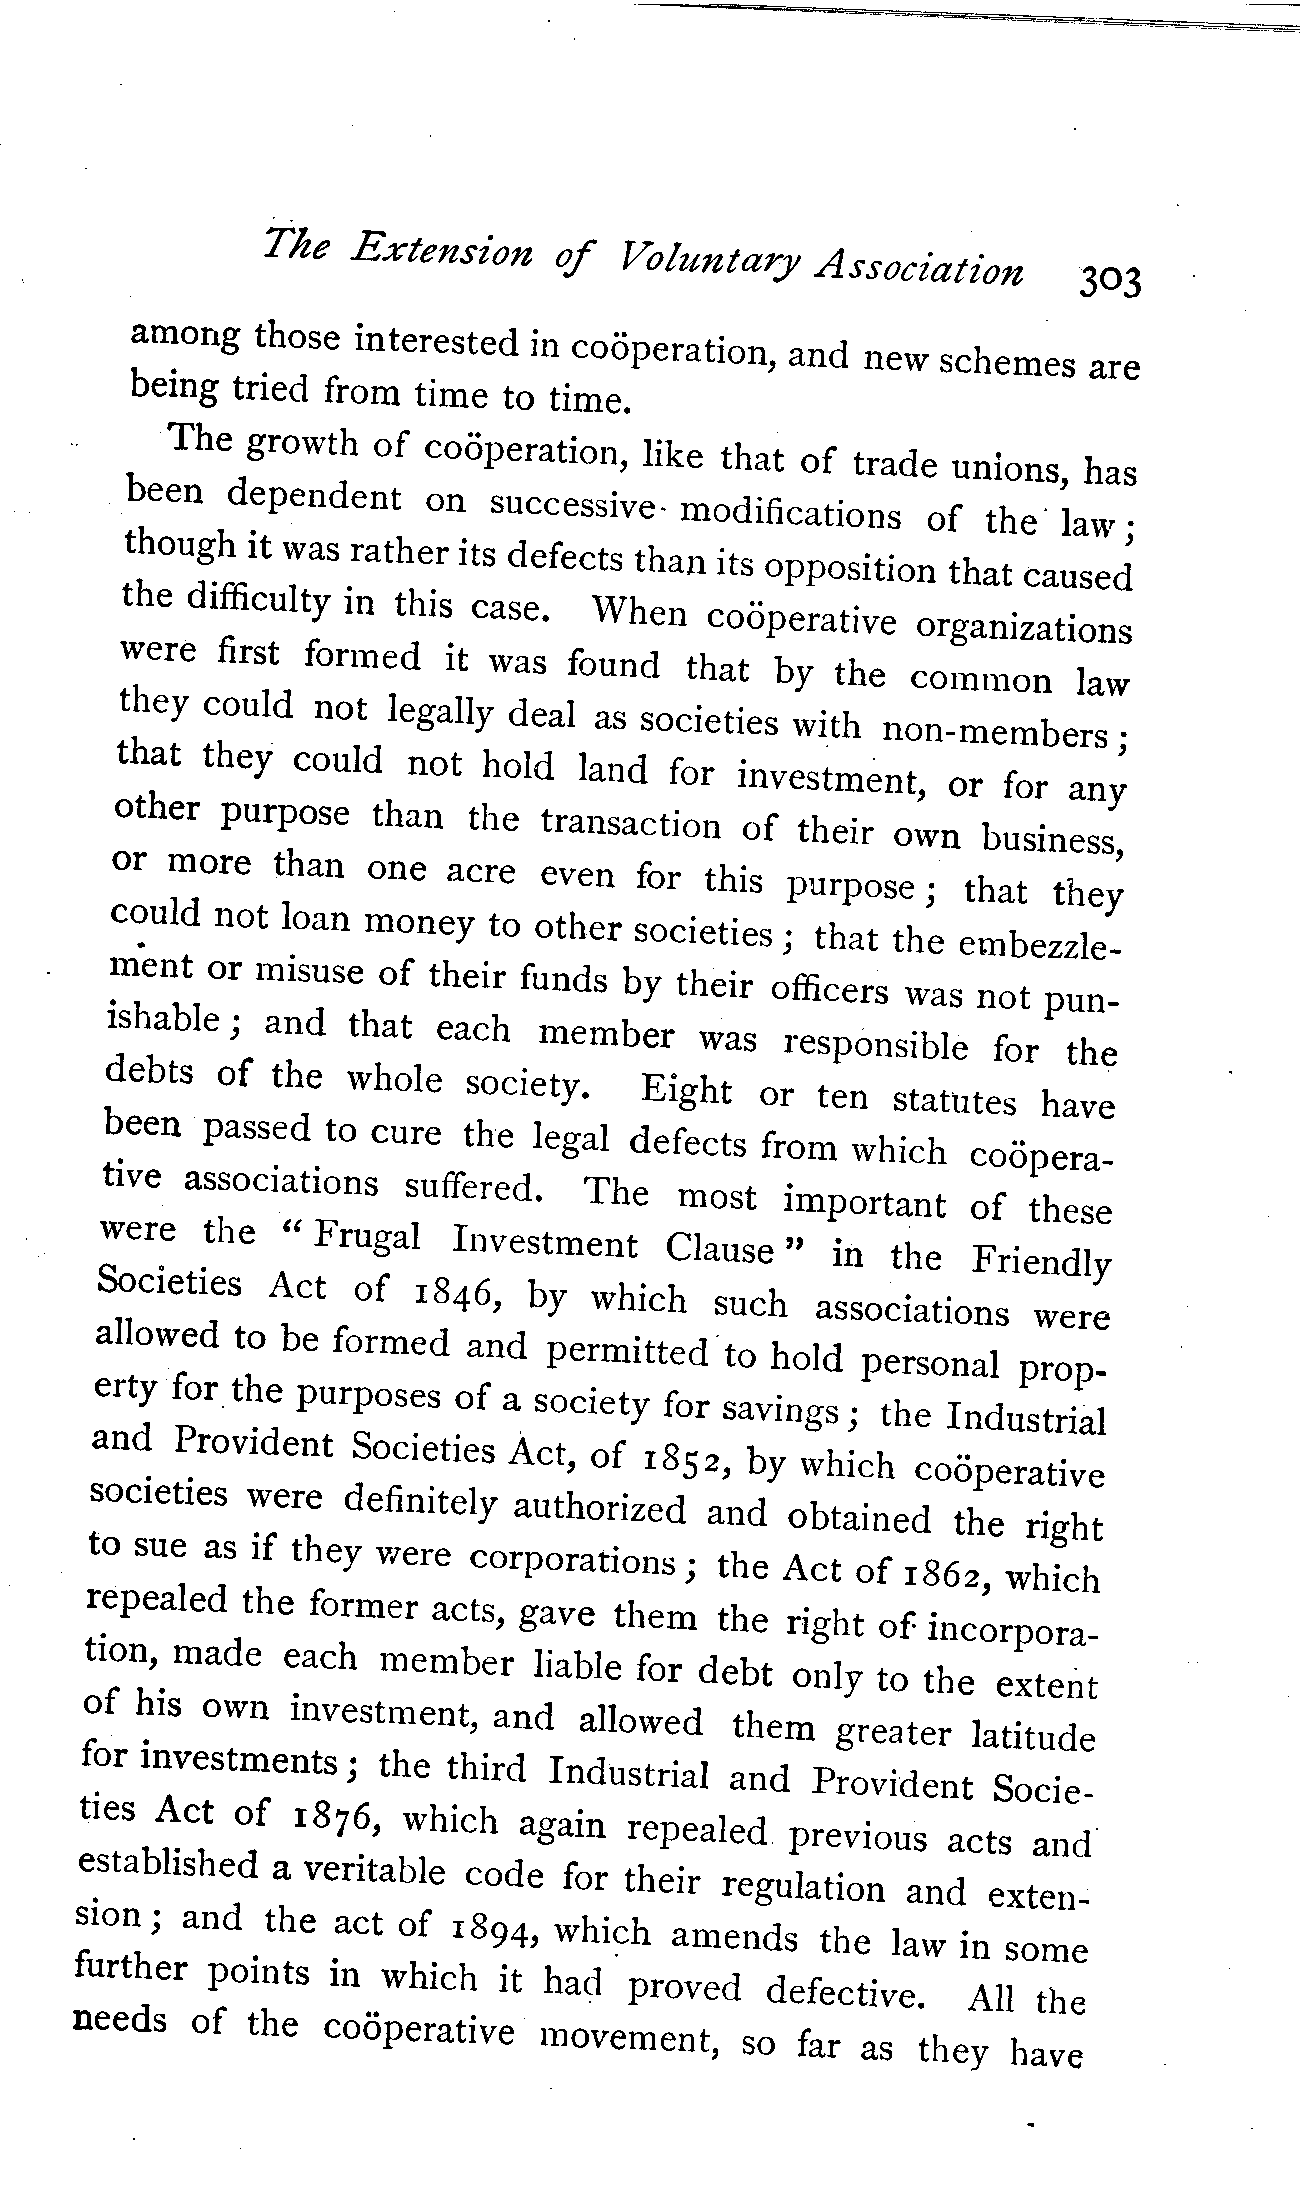 The Extension of Voluntary Association 303
among those interested in coöperation, and new schemes are
being tried from time to time.
The growth of coöperation, like that of trade unions, has
been dependent on successive modifications of the law;
though it was rather its defects than its opposition that caused
the difficulty in this case. When coöperative organizations
were first formed it was found that by the common law
they could not legally deal as societies with non-members;
that they could not hold land for investment, or for any
other purpose than the transaction of their own business,
or more than one acre even for this purpose; that they
could not loan money to other societies; that the embezzle-
ment or misuse of their funds by their officers was not pun-
ishable; and that each member was responsible for the
debts of the whole society. Eight or ten statutes have
been passed to cure the legal defects from which coöpera-
tive associations suffered. The most important of these
were the "Frugal Investment Clause" in the Friendly
Societies Act of 1846, by which such associations were
allowed to be formed and permitted to hold personal prop-
erty for the purposes of a society for savings; the Industrial
and Provident Societies Act, of 1852, by which coöperative
societies were definitely authorized and obtained the right
to sue as if they were corporations; the Act of 1862, which
repealed the former acts, gave them the right of incorpora-
tion, made each member liable for debt only to the extent
of his own investment, and allowed them greater latitude
for investments; the third Industrial and Provident Socie-
ties Act of 1876, which again repealed previous acts and
established a veritable code for their regulation and exten-
sion; and the act of 1894, which amends the law in some
further points in which it had proved defective. All the
needs of the coöperative movement, so far as they have